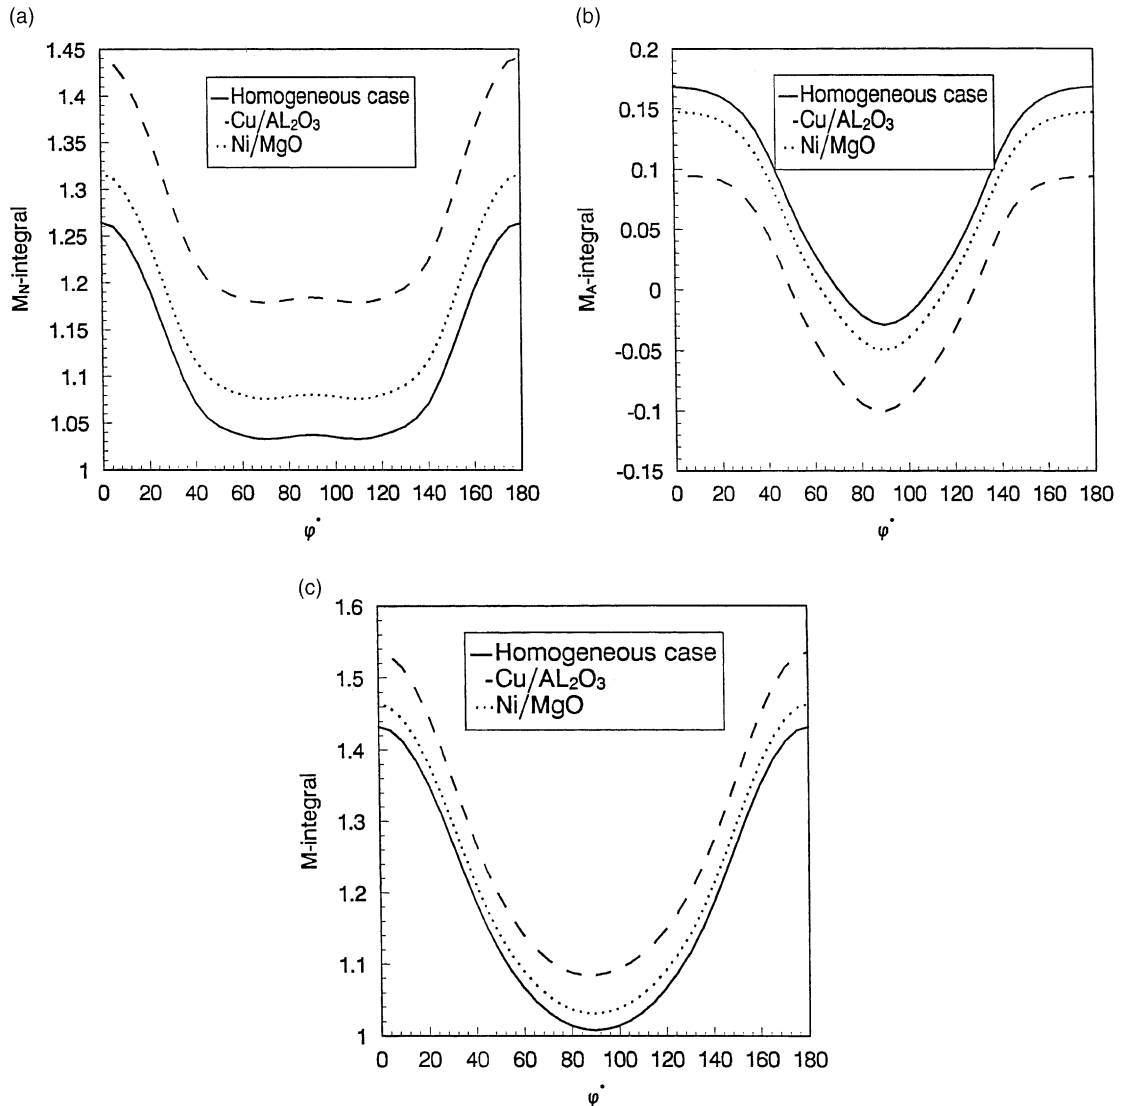 (a)
1.45
1.4
1.35
1.3
1.25
1.2
1.15
1.1
1.05
1
M_N-integral
Homogeneous case
Cu/AL₂O₃
Ni/MgO
0 20 40 60 80 100 120 140 160 180
φ°
(b)
0.2
0.15
0.1
0.05
0
-0.05
-0.1
-0.15
M_A-integral
Homogeneous case
Cu/AL₂O₃
Ni/MgO
0 20 40 60 80 100 120 140 160 180
φ°
(c)
1.6
1.5
1.4
1.3
1.2
1.1
1
M-integral
Homogeneous case
Cu/AL₂O₃
Ni/MgO
0 20 40 60 80 100 120 140 160 180
φ°